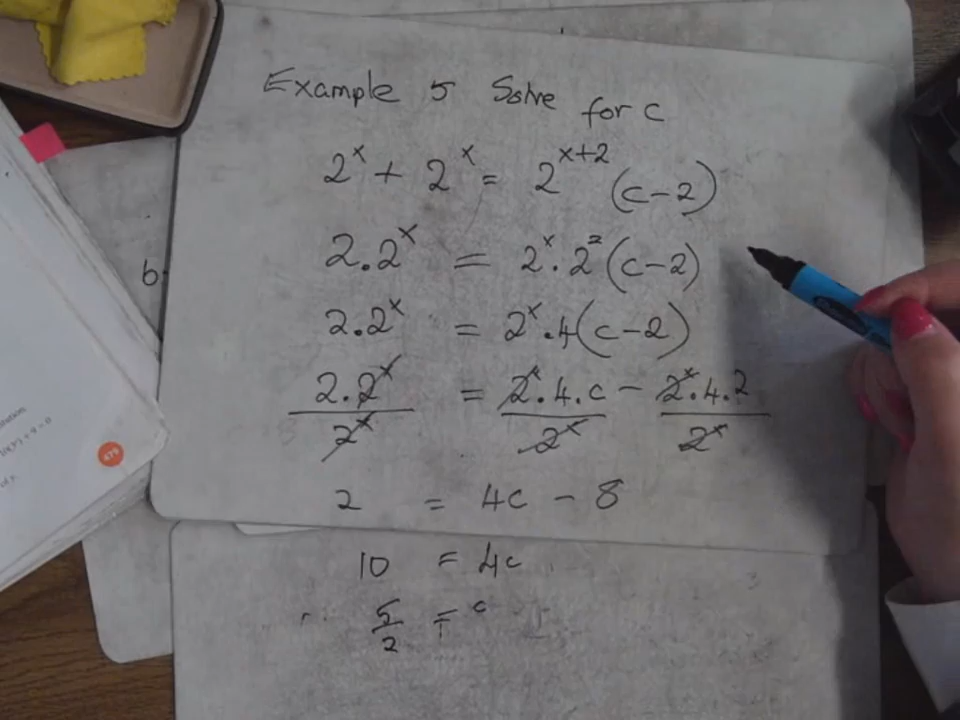 Example 5 Solve for c
2^x + 2^x = 2^{x+2} (c-2)
2.2^x = 2^x . 2^2 (c-2)
b.
2.2^x = 2^x .4(c-2)
2.2^x / 2^x = 2^x.4.c / 2^x - 2^x.4.2 / 2^x
479
2 = 4c - 8
10 = 4c
5/2 = c